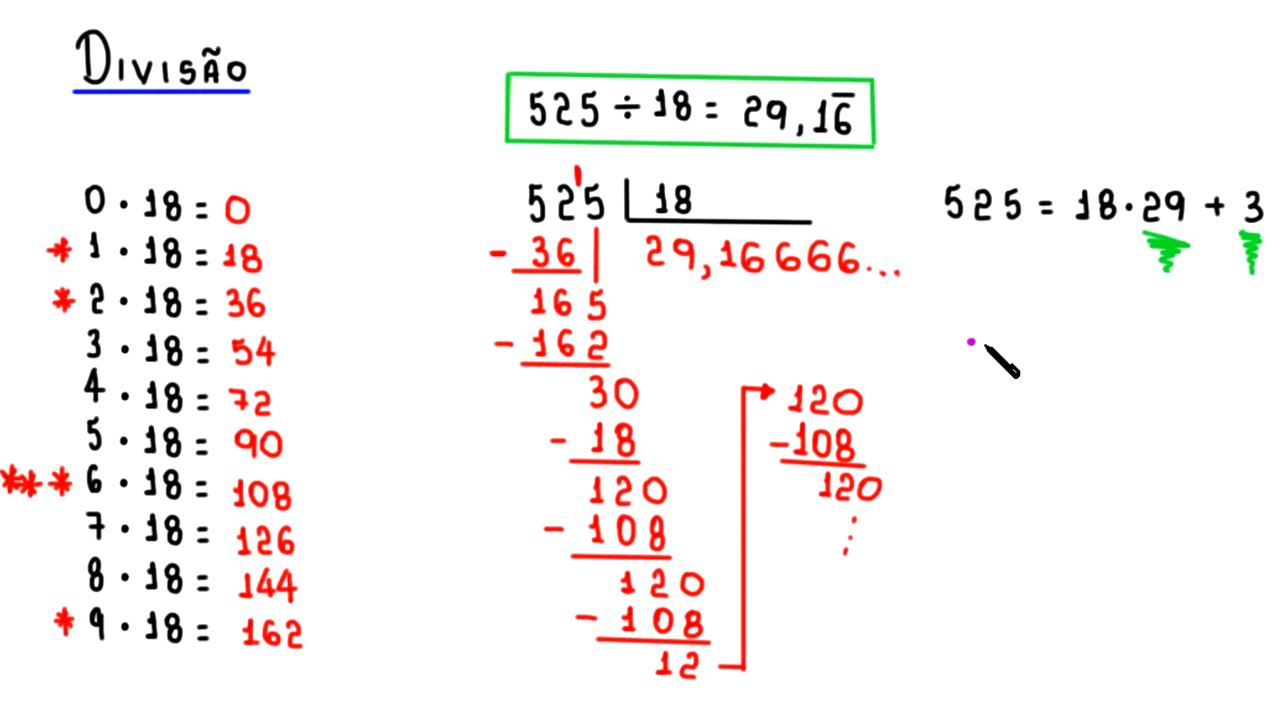 DIVISÃO
525 ÷ 18 = 29,16̅
0 · 18 = 0
* 1 · 18 = 18
* 2 · 18 = 36
3 · 18 = 54
4 · 18 = 72
5 · 18 = 90
*** 6 · 18 = 108
7 · 18 = 126
8 · 18 = 144
* 9 · 18 = 162
52'5 | 18
- 36 | 29,16666...
165
- 162
30
- 18
120
- 108
120
- 108
12
120
-108
120
...
525 = 18 · 29 + 3